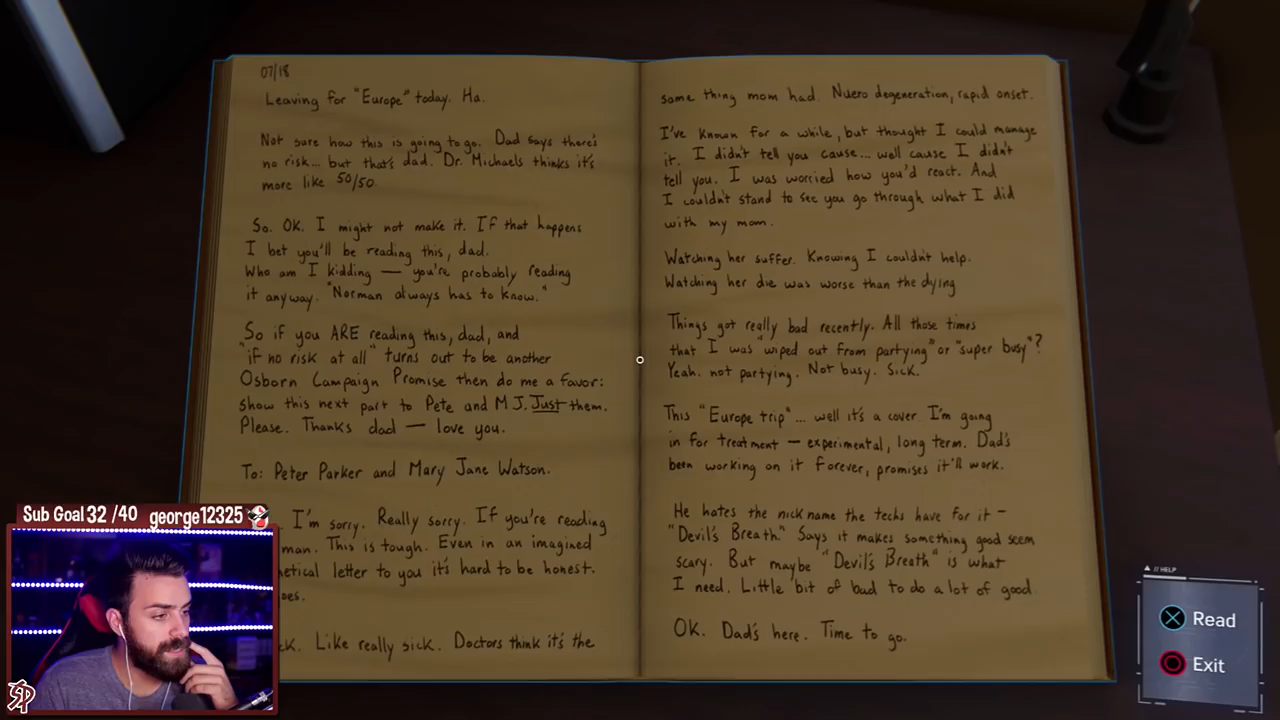 07/18
Leaving for "Europe" today. Ha.
Not sure how this is going to go. Dad says there's
no risk... but that's dad. Dr. Michaels thinks it's
more like 50/50.
So. OK. I might not make it. If that happens
I bet you'll be reading this, dad.
Who am I kidding — you're probably reading
it anyway. "Norman always has to know."
So if you ARE reading this, dad, and
"if no risk at all" turns out to be another
Osborn Campaign Promise then do me a favor:
show this next part to Pete and MJ. Just them.
Please. Thanks dad — love you.
To: Peter Parker and Mary Jane Watson.
I'm sorry. Really sorry. If you're reading
man. This is tough. Even in an imagined
letter to you it's hard to be honest.
Like really sick. Doctors think it's the
same thing mom had. Nuero degeneration, rapid onset.
I've known for a while, but thought I could manage
it. I didn't tell you cause... well cause I didn't
tell you. I was worried how you'd react. And
I couldn't stand to see you go through what I did
with my mom.
Watching her suffer. Knowing I couldn't help.
Watching her die was worse than the dying
Things got really bad recently. All those times
that I was "wiped out from partying" or "super busy"?
Yeah. not partying. Not busy. Sick.
This "Europe trip"... well it's a cover. I'm going
in for treatment — experimental, long term. Dad's
been working on it forever, promises it'll work.
He hates the nickname the techs have for it —
"Devil's Breath." Says it makes something good seem
scary. But maybe "Devil's Breath" is what
I need. Little bit of bad to do a lot of good.
OK. Dad's here. Time to go.
Sub Goal 32 /40 george12325
// HELP
Read
Exit